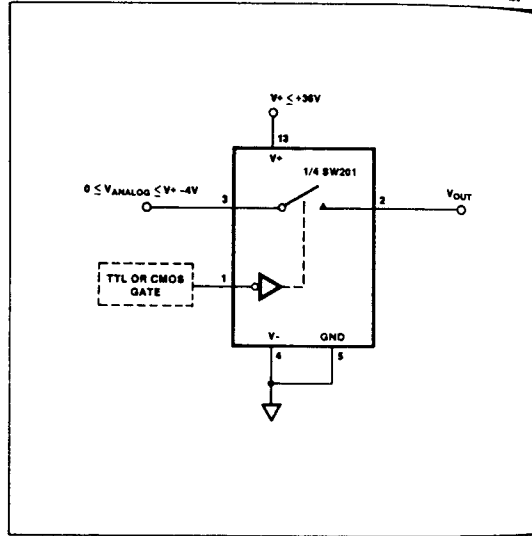 V+ ≤ +36V
13
V+
1/4 SW201
0 ≤ VANALOG ≤ V+ -4V
3
2
VOUT
TTL OR CMOS
GATE
1
V-
GND
4
5